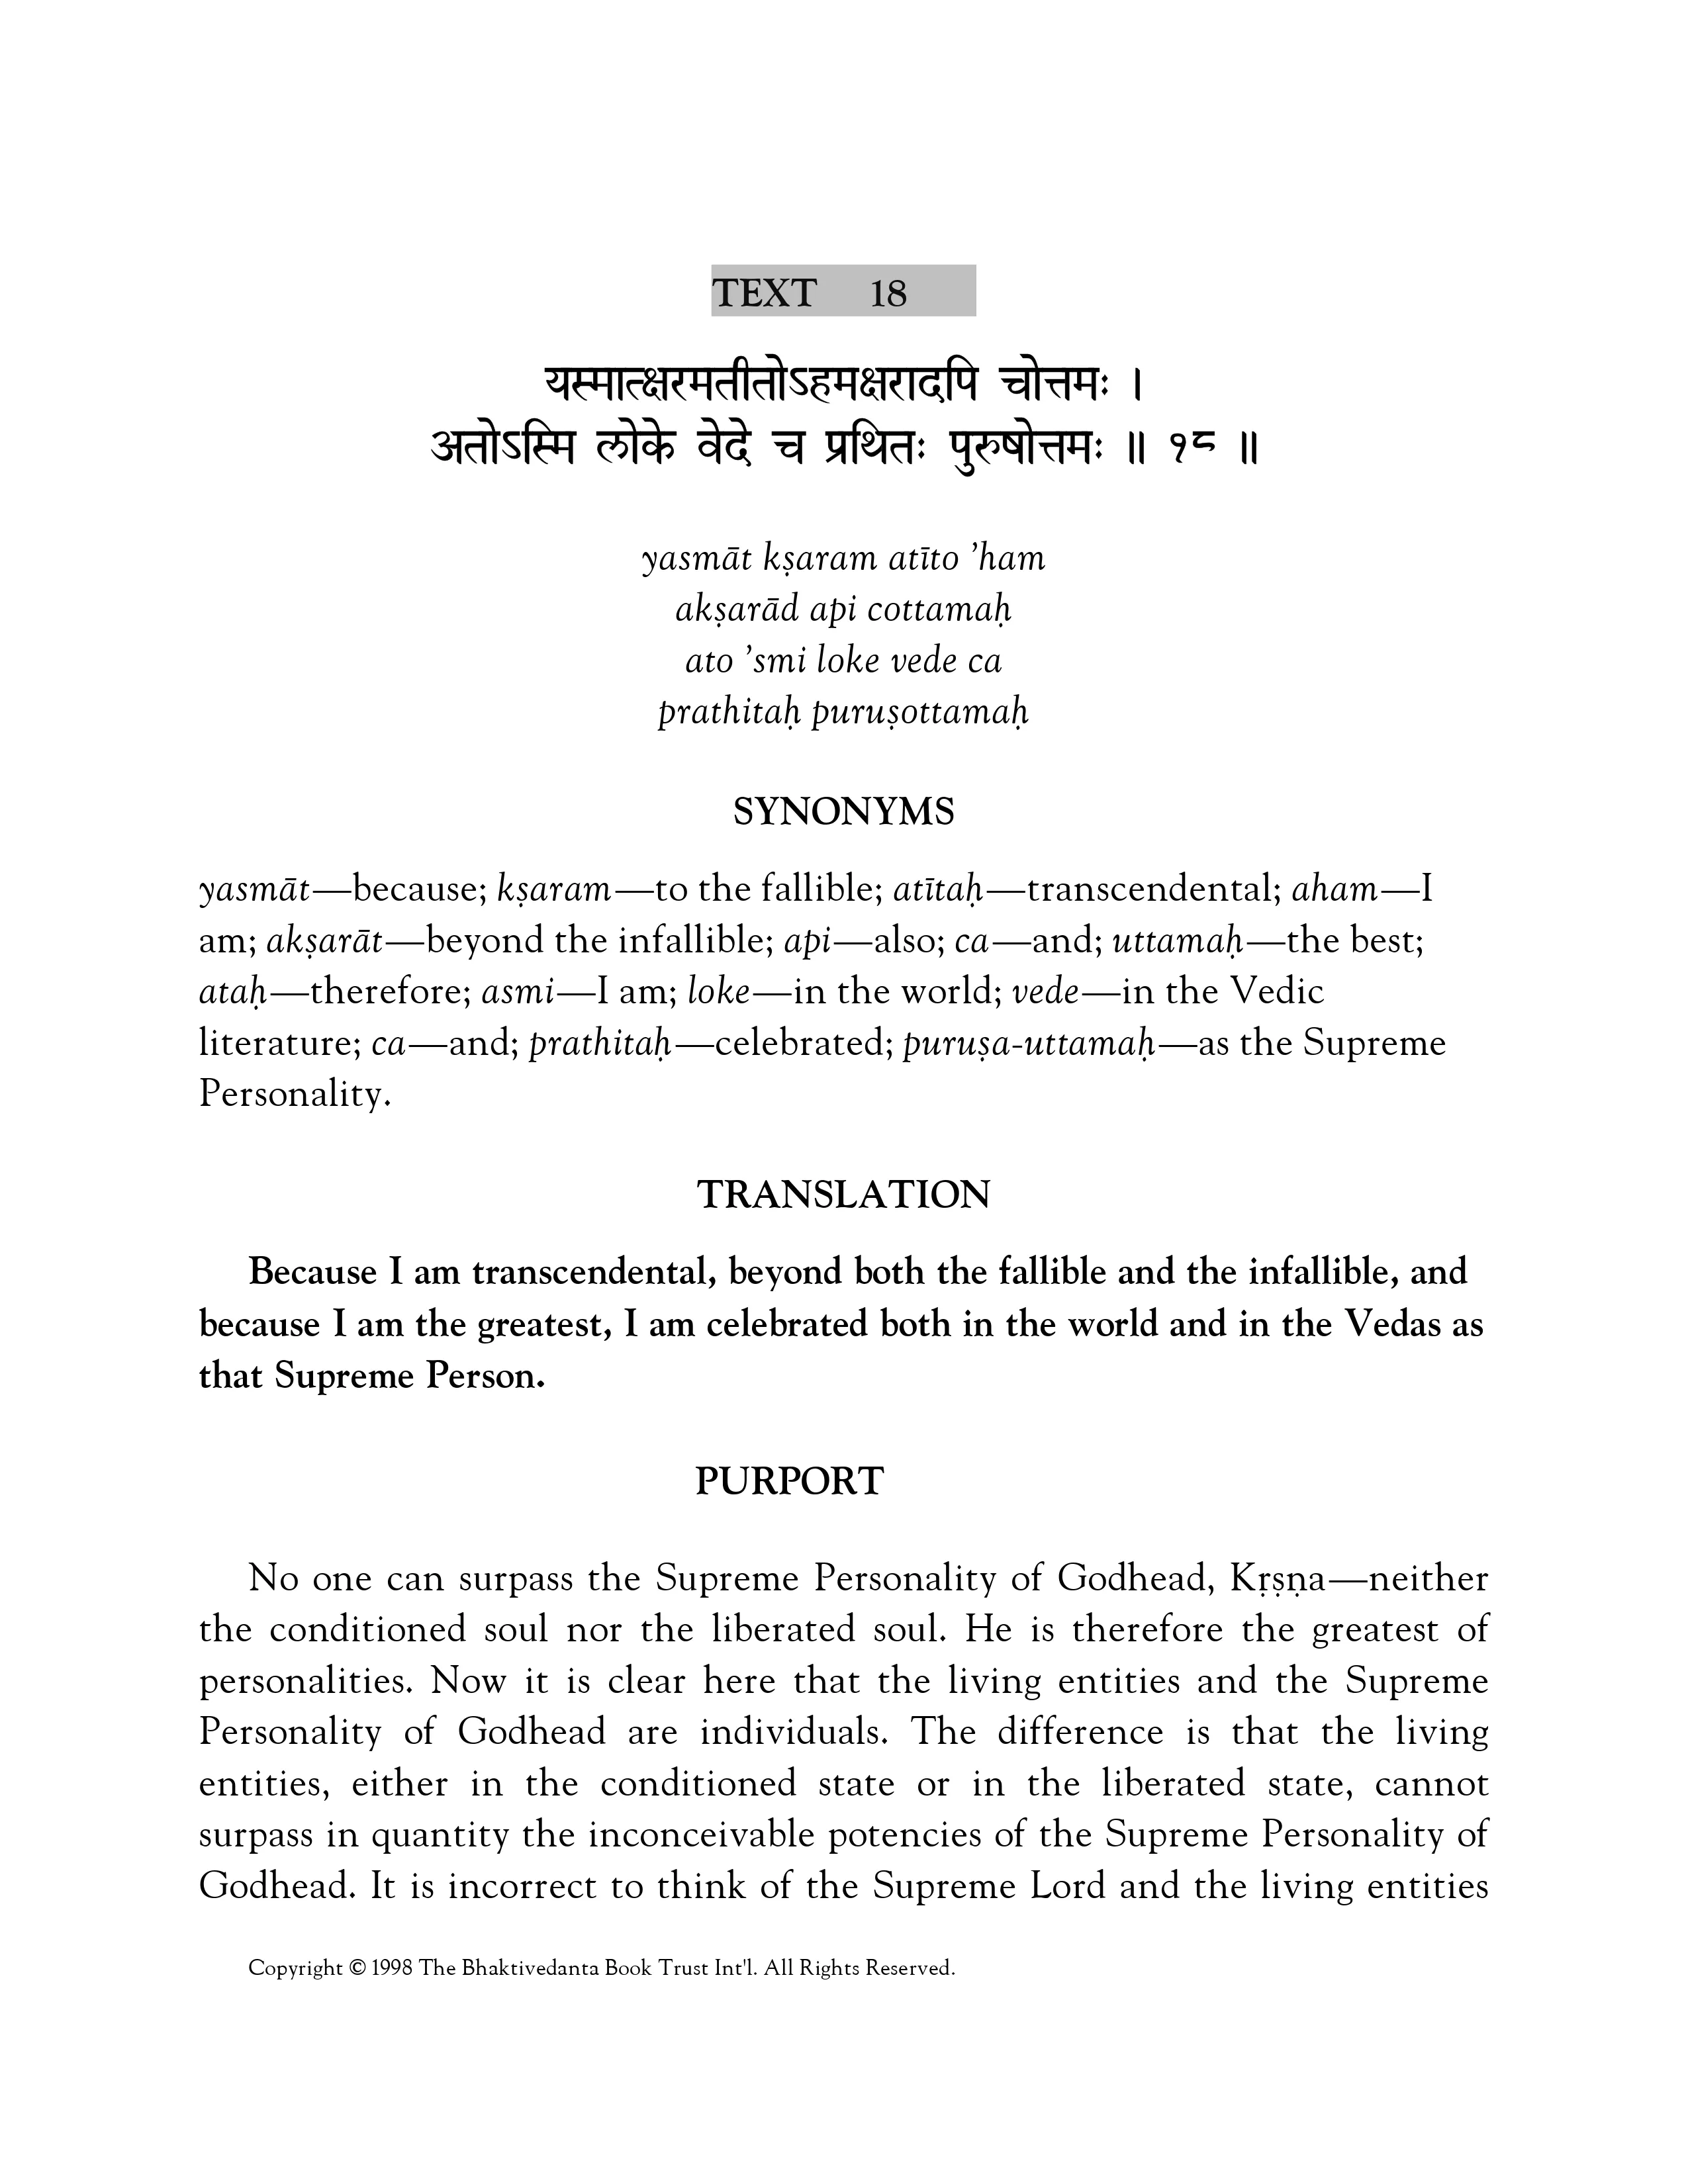 TEXT 18
यस्मात्क्षरमतीतोऽहमक्षरादपि चोत्तमः ।
अतोऽस्मि लोके वेदे च प्रथितः पुरुषोत्तमः ॥ १८ ॥
yasmāt kṣaram atīto ’ham
akṣarād api cottamaḥ
ato ’smi loke vede ca
prathitaḥ puruṣottamaḥ
SYNONYMS
yasmāt—because; kṣaram—to the fallible; atītaḥ—transcendental; aham—I
am; akṣarāt—beyond the infallible; api—also; ca—and; uttamaḥ—the best;
ataḥ—therefore; asmi—I am; loke—in the world; vede—in the Vedic
literature; ca—and; prathitaḥ—celebrated; puruṣa-uttamaḥ—as the Supreme
Personality.
TRANSLATION
Because I am transcendental, beyond both the fallible and the infallible, and
because I am the greatest, I am celebrated both in the world and in the Vedas as
that Supreme Person.
PURPORT
No one can surpass the Supreme Personality of Godhead, Kṛṣṇa—neither
the conditioned soul nor the liberated soul. He is therefore the greatest of
personalities. Now it is clear here that the living entities and the Supreme
Personality of Godhead are individuals. The difference is that the living
entities, either in the conditioned state or in the liberated state, cannot
surpass in quantity the inconceivable potencies of the Supreme Personality of
Godhead. It is incorrect to think of the Supreme Lord and the living entities
Copyright © 1998 The Bhaktivedanta Book Trust Int'l. All Rights Reserved.